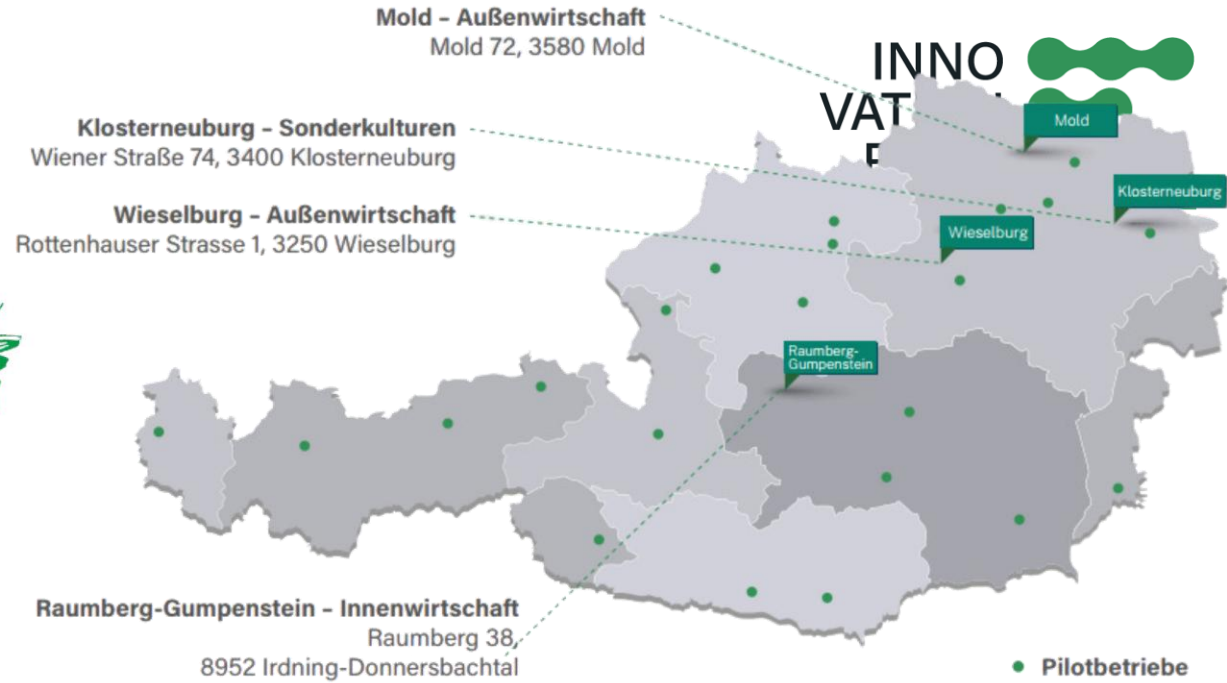 Mold – Außenwirtschaft
Mold 72, 3580 Mold
INNO
VAT
Mold
Klosterneuburg – Sonderkulturen
Wiener Straße 74, 3400 Klosterneuburg
Klosterneuburg
Wieselburg – Außenwirtschaft
Rottenhauser Strasse 1, 3250 Wieselburg
Wieselburg
Raumberg-
Gumpenstein
Raumberg-Gumpenstein – Innenwirtschaft
Raumberg 38,
8952 Irdning-Donnersbachtal
Pilotbetriebe